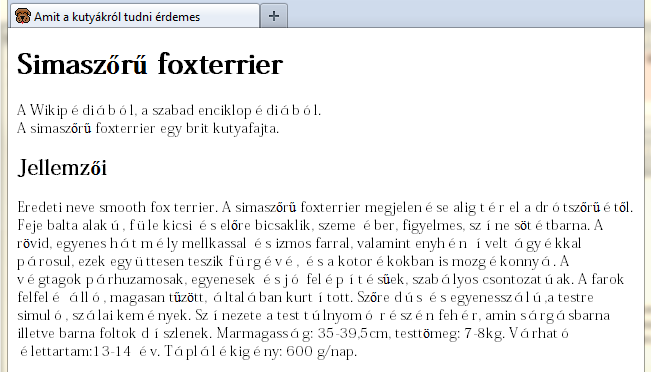 Amit a kutyákról tudni érdemes
Simaszőrű foxterrier
A Wikipédiából, a szabad enciklopédiából.
A simaszőrű foxterrier egy brit kutyafajta.
Jellemzői
Eredeti neve smooth fox terrier. A simaszőrű foxterrier megjelenése alig tér el a drótszőrűétől.
Feje balta alakú, füle kicsi és előre bicsaklik, szeme éber, figyelmes, színe sötétbarna. A
rövid, egyenes hát mély mellkassal és izmos farral, valamint enyhén ívelt ágyékkal
párosul, ezek együttesen teszik fürgévé, és a kotorékokban is mozgékonnyá. A
végtagok párhuzamosak, egyenesek és jó felépítésűek, szabályos csontozatúak. A farok
felfelé álló, magasan tűzött, általában kurtított. Szőre dús és egyenesszálú,a testre
simuló, szálai kemények. Színezete a test túlnyomó részén fehér, amin sárgásbarna
illetve barna foltok díszlenek. Marmagasság: 35-39,5cm, testtömeg: 7-8kg. Várható
élettartam:13-14 év. Táplálékigény: 600 g/nap.